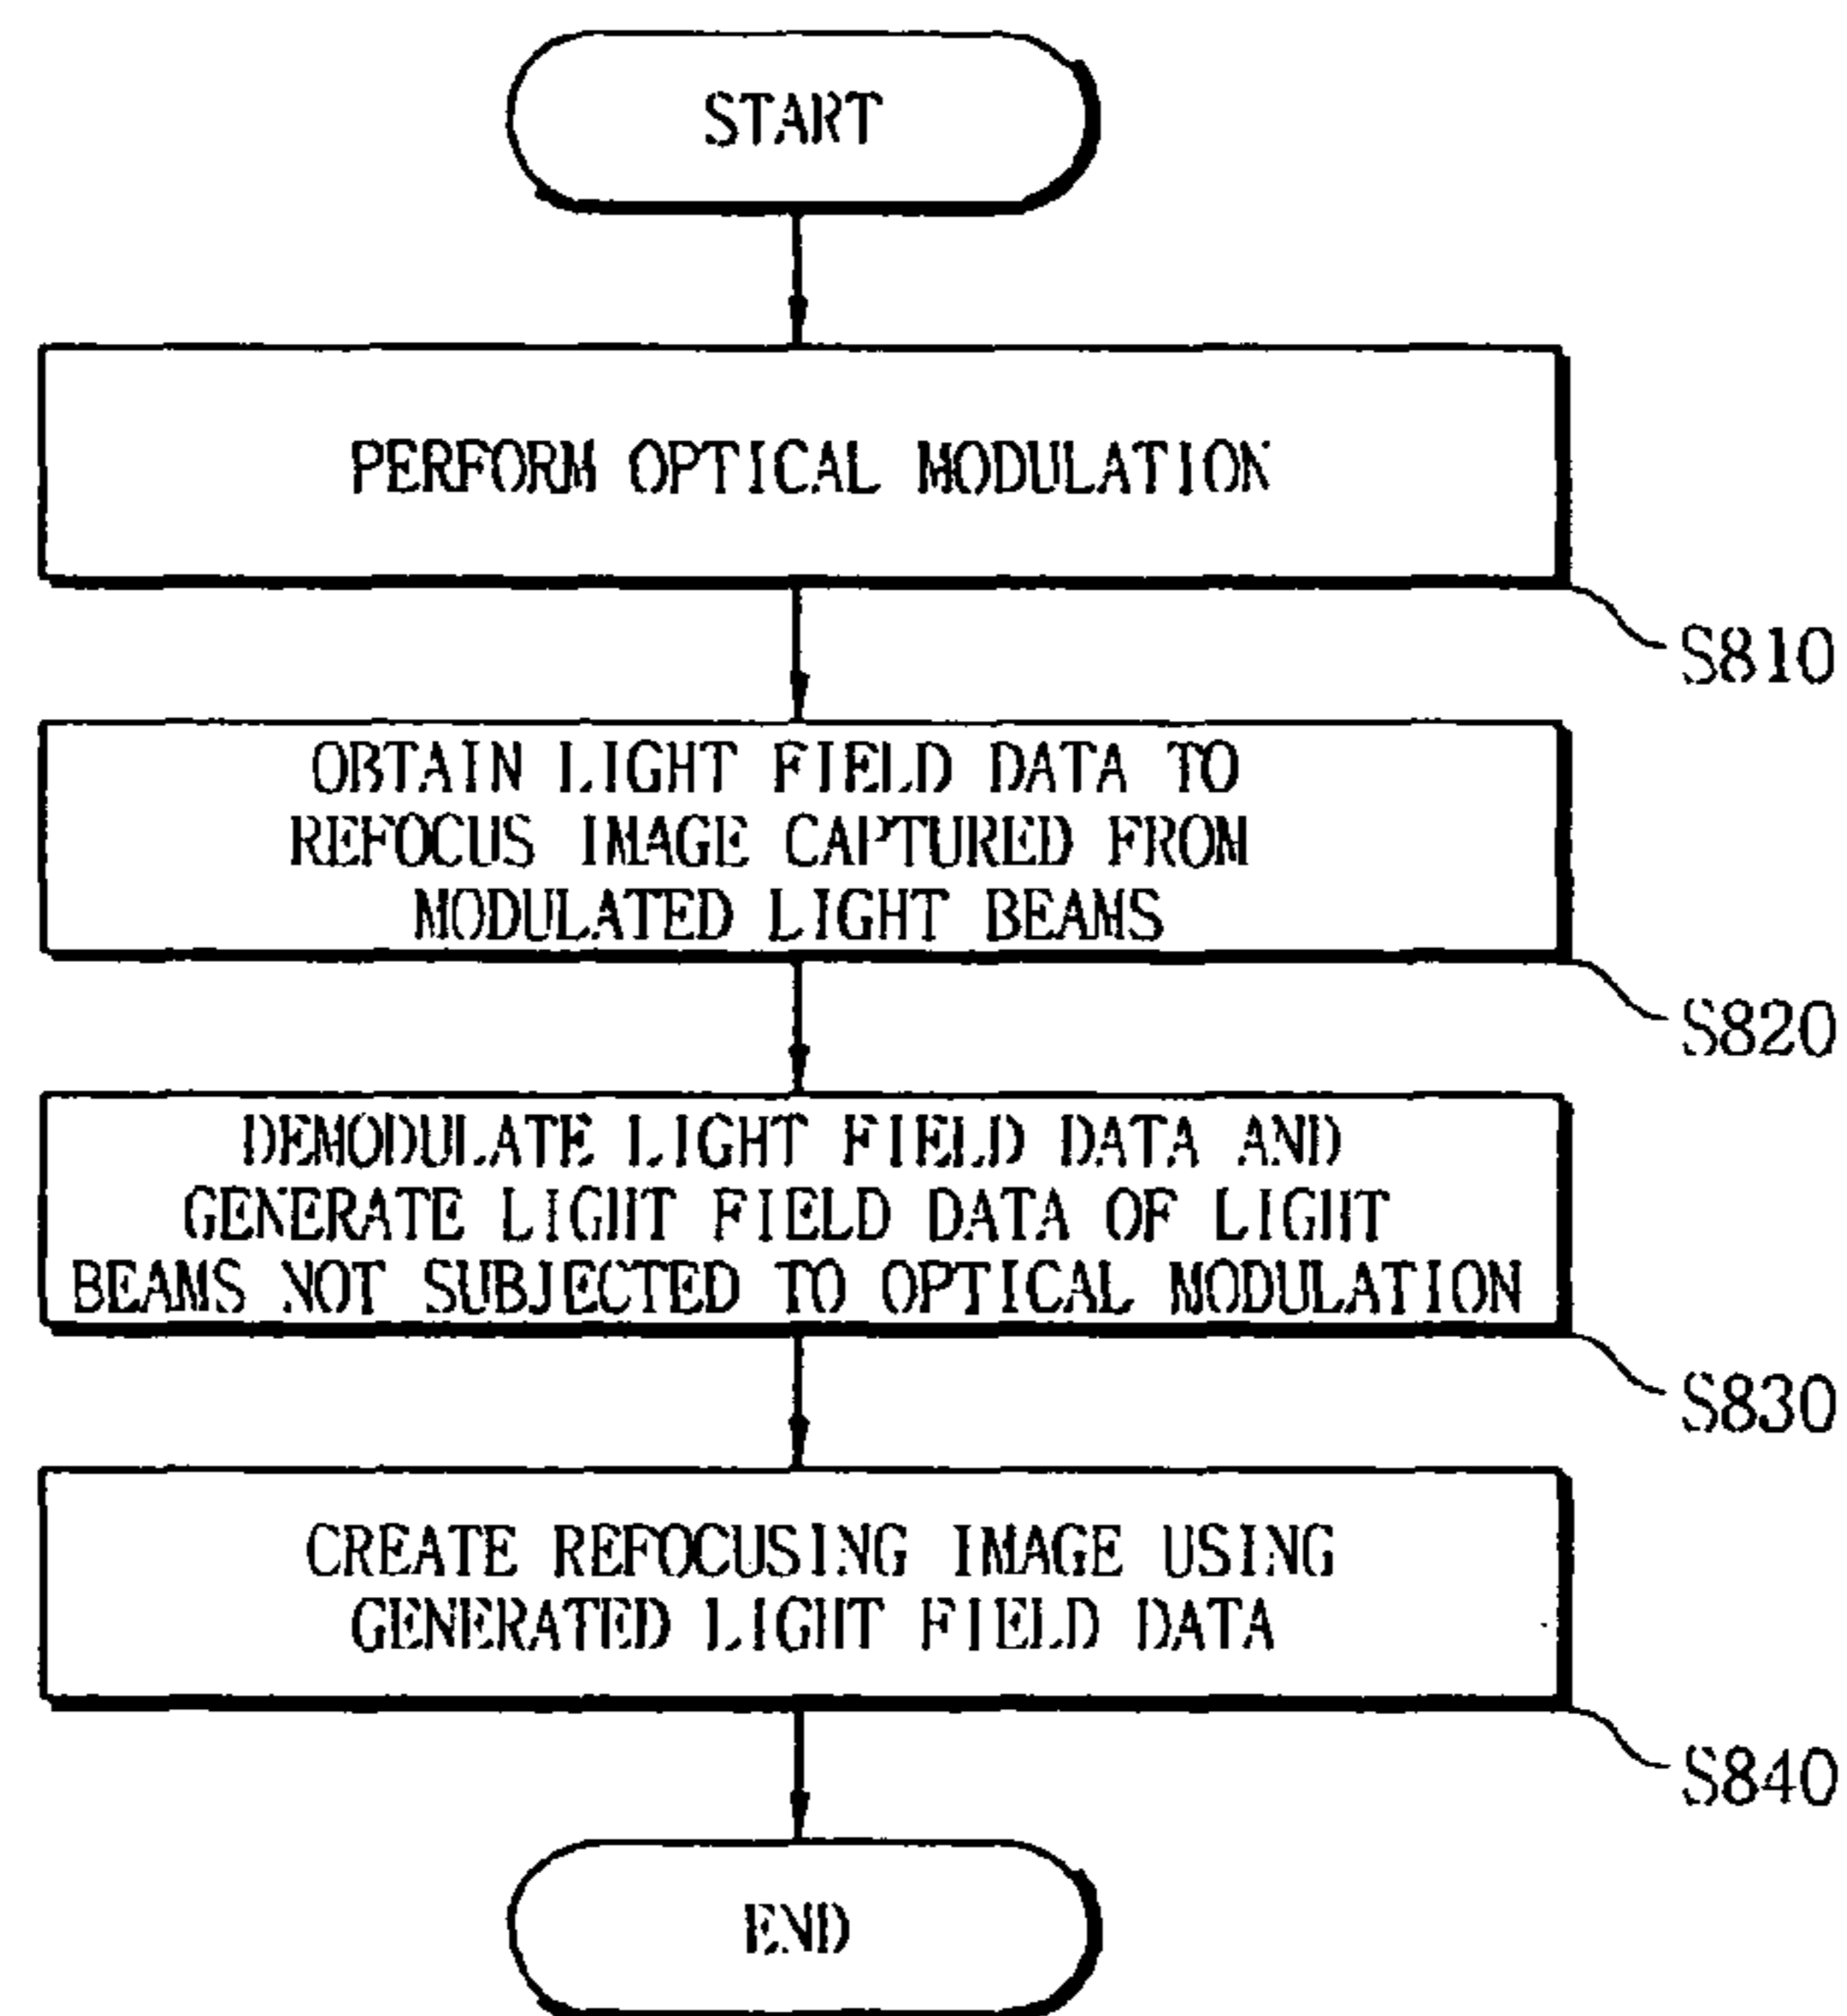 START
PERFORM OPTICAL MODULATION
S810
OBTAIN LIGHT FIELD DATA TO
REFOCUS IMAGE CAPTURED FROM
MODULATED LIGHT BEAMS
S820
DEMODULATE LIGHT FIELD DATA AND
GENERATE LIGHT FIELD DATA OF LIGHT
BEAMS NOT SUBJECTED TO OPTICAL MODULATION
S830
CREATE REFOCUSING IMAGE USING
GENERATED LIGHT FIELD DATA
S840
END